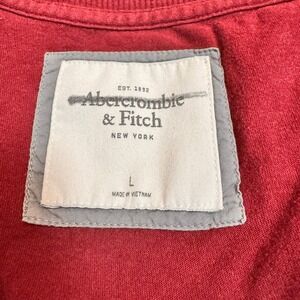 EST. 1892
Abercrombie
& Fitch
NEW YORK
L
MADE IN VIETNAM